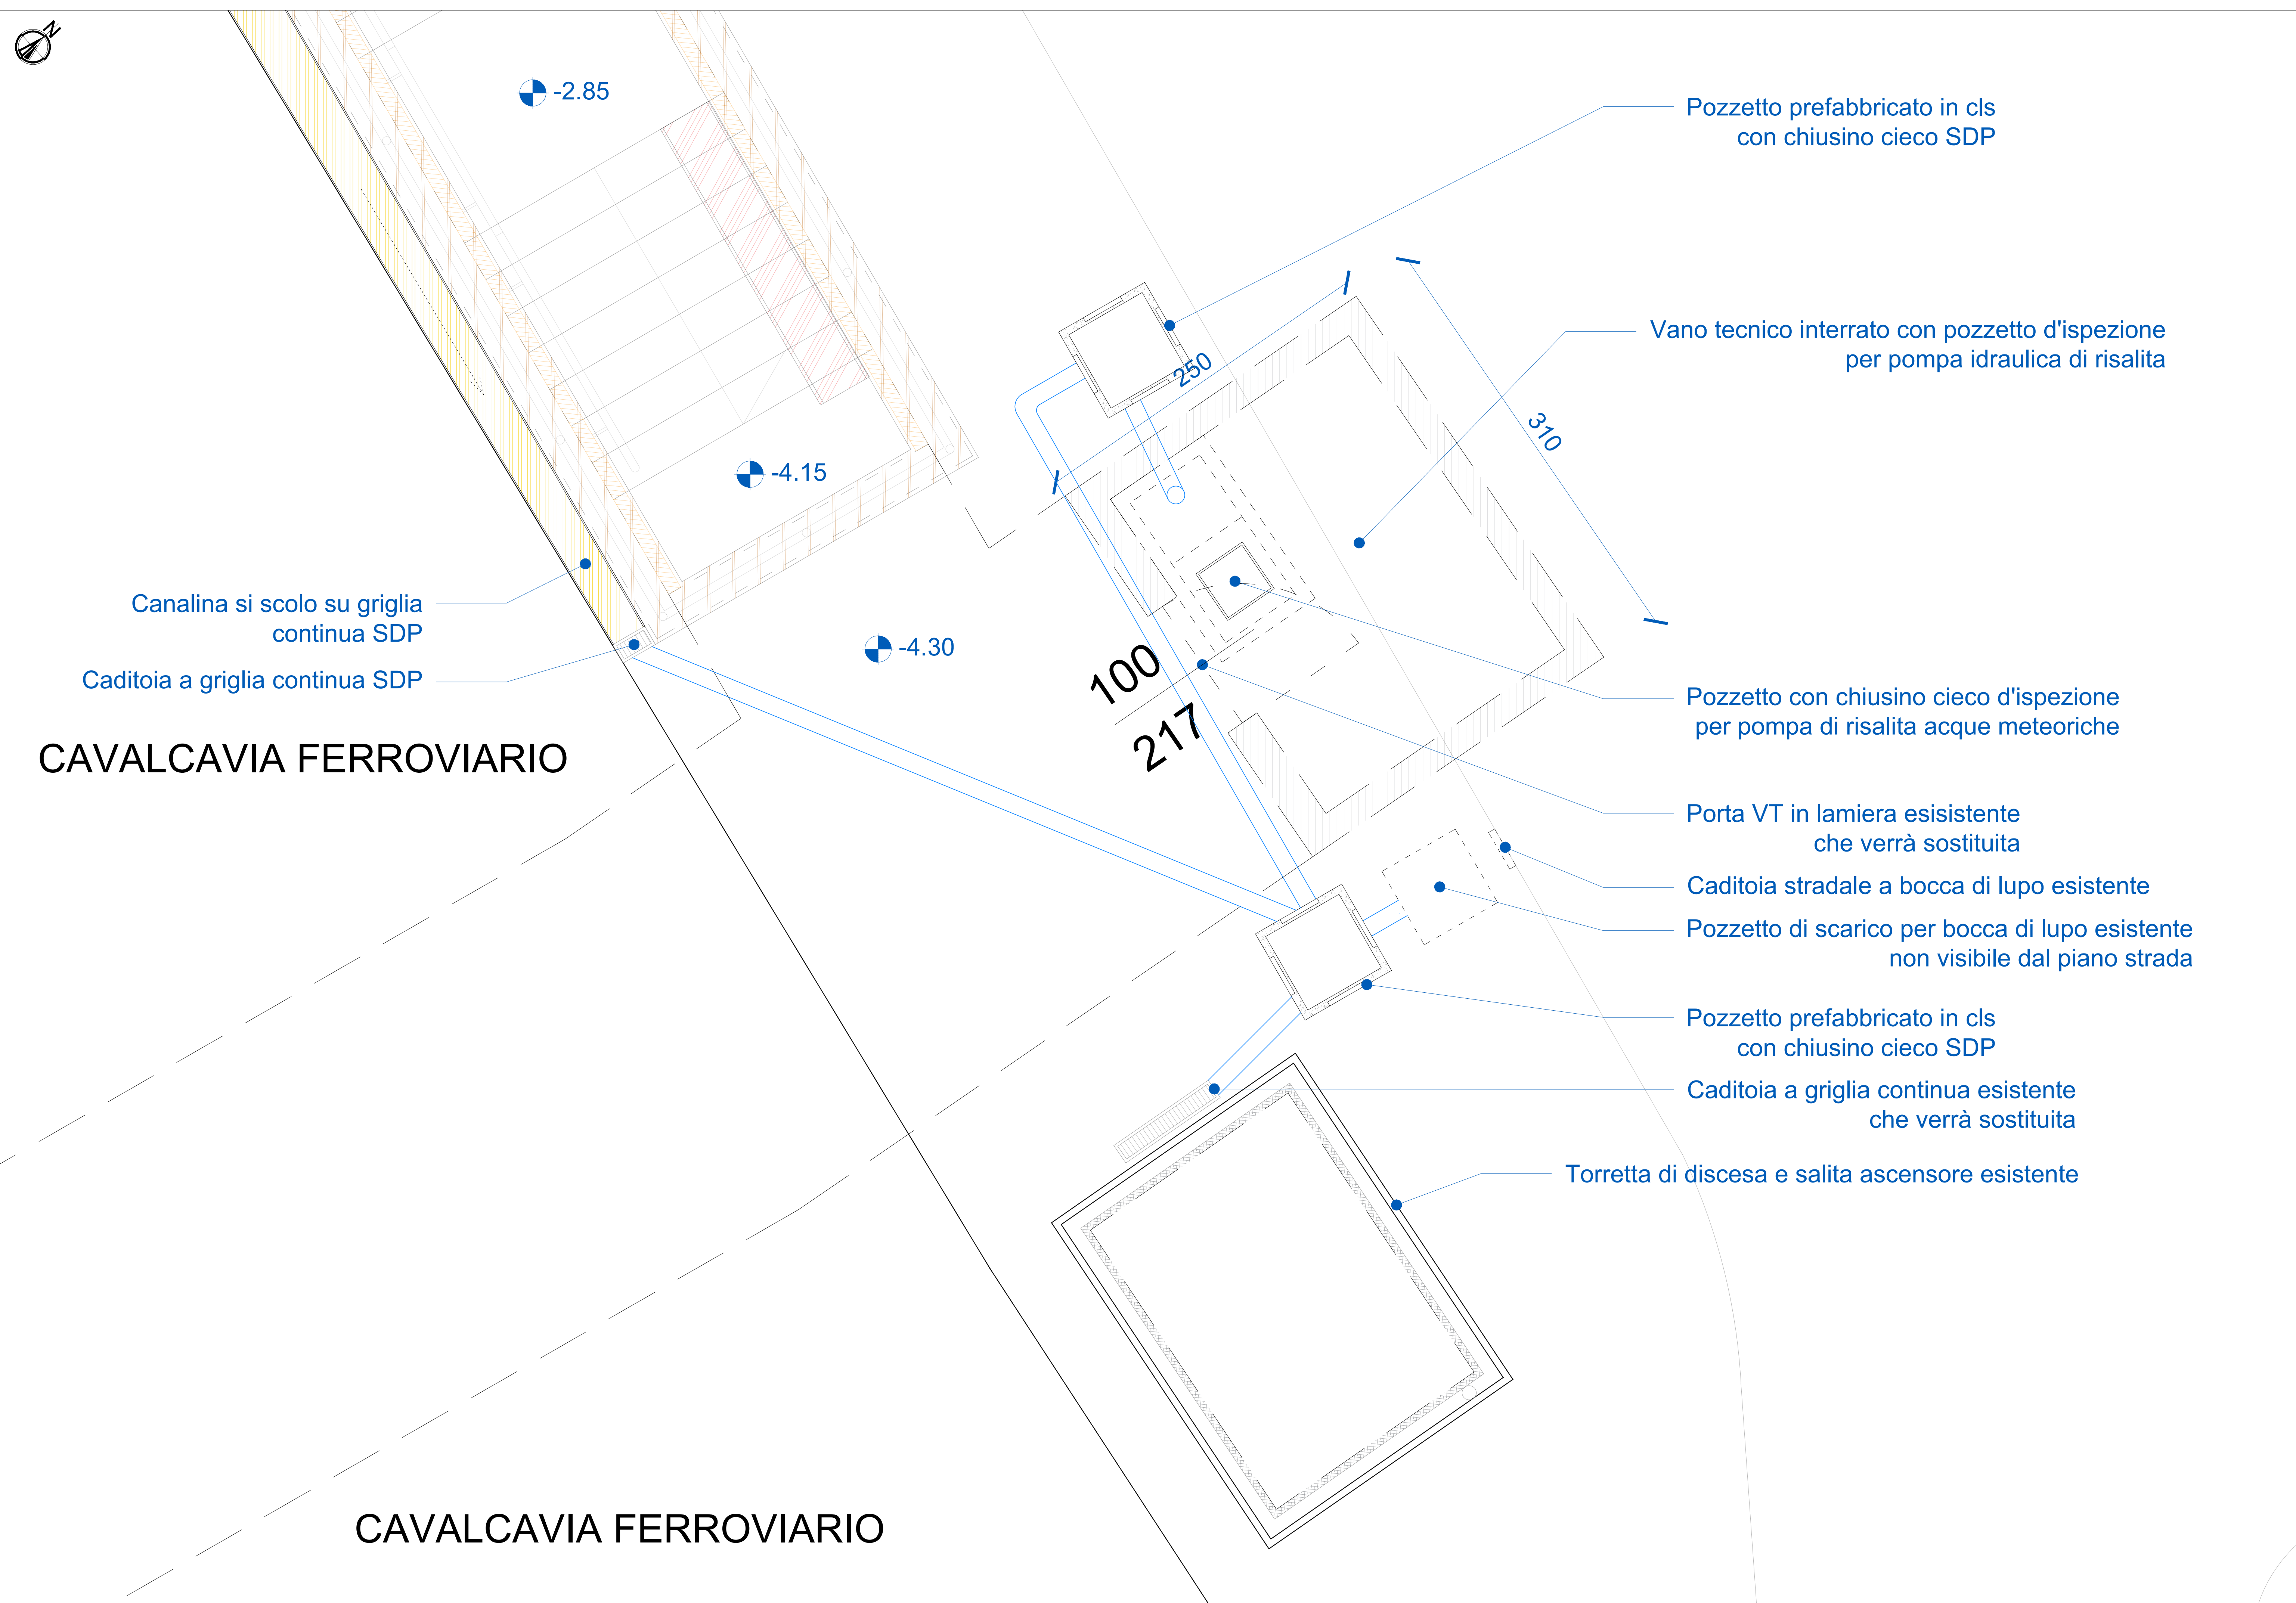 N
-2.85
Pozzetto prefabbricato in cls
con chiusino cieco SDP
Vano tecnico interrato con pozzetto d'ispezione
per pompa idraulica di risalita
250
310
-4.15
Canalina si scolo su griglia
continua SDP
-4.30
Caditoia a griglia continua SDP
100
217
CAVALCAVIA FERROVIARIO
Pozzetto con chiusino cieco d'ispezione
per pompa di risalita acque meteoriche
Porta VT in lamiera esisistente
che verrà sostituita
Caditoia stradale a bocca di lupo esistente
Pozzetto di scarico per bocca di lupo esistente
non visibile dal piano strada
Pozzetto prefabbricato in cls
con chiusino cieco SDP
Caditoia a griglia continua esistente
che verrà sostituita
Torretta di discesa e salita ascensore esistente
CAVALCAVIA FERROVIARIO